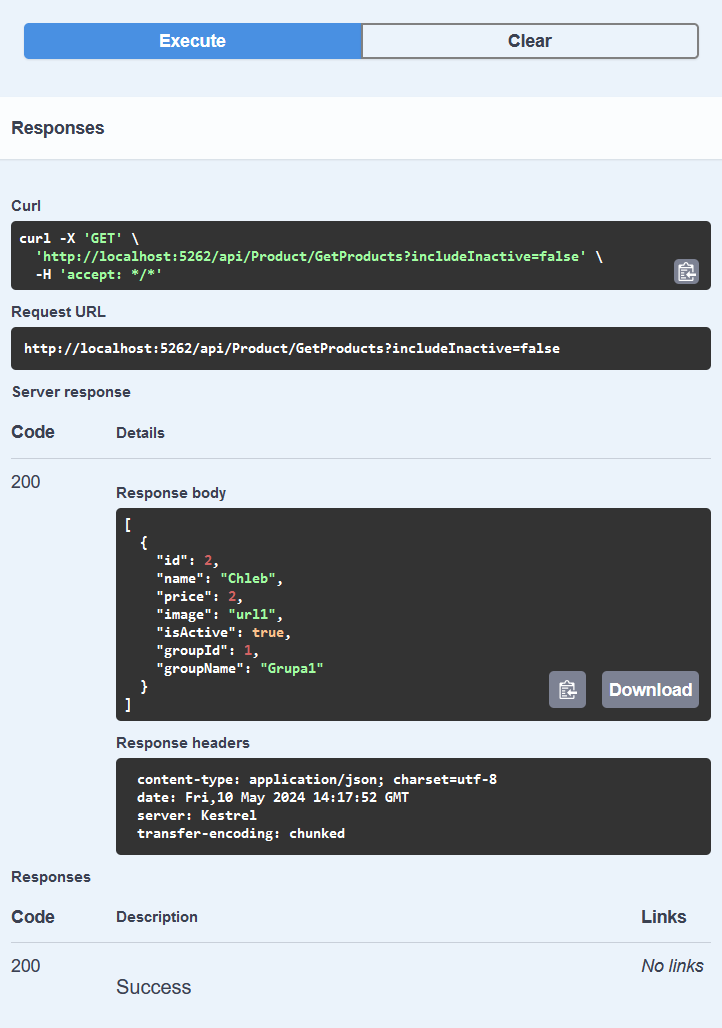 Execute
Clear
Responses
Curl
curl -X 'GET' \
'http://localhost:5262/api/Product/GetProducts?includeInactive=false' \
-H 'accept: */*'
Request URL
http://localhost:5262/api/Product/GetProducts?includeInactive=false
Server response
Code Details
200
Response body
[
{
"id": 2,
"name": "Chleb",
"price": 2,
"image": "url1",
"isActive": true,
"groupId": 1,
"groupName": "Grupa1"
}
]
Download
Response headers
content-type: application/json; charset=utf-8
date: Fri,10 May 2024 14:17:52 GMT
server: Kestrel
transfer-encoding: chunked
Responses
Code Description Links
200 No links
Success